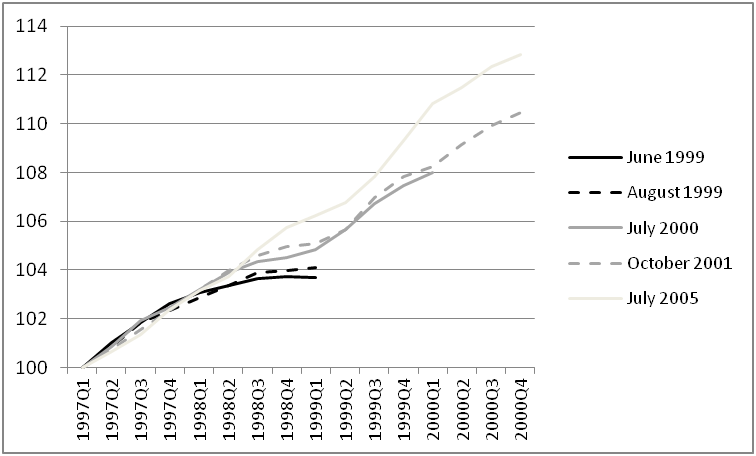 114
112
110
108
106
104
102
100
1997Q1
1997Q2
1997Q3
1997Q4
1998Q1
1998Q2
1998Q3
1998Q4
1999Q1
1999Q2
1999Q3
1999Q4
2000Q1
2000Q2
2000Q3
2000Q4
June 1999
August 1999
July 2000
October 2001
July 2005